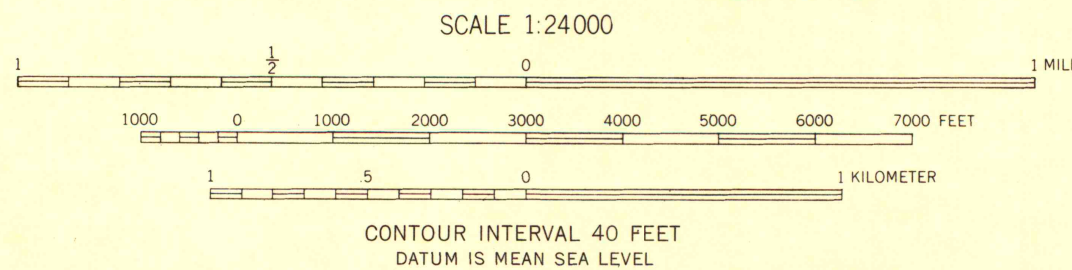 SCALE 1:24000
1 1/2 0 1 MIL
1000 0 1000 2000 3000 4000 5000 6000 7000 FEET
1 .5 0 1 KILOMETER
CONTOUR INTERVAL 40 FEET
DATUM IS MEAN SEA LEVEL